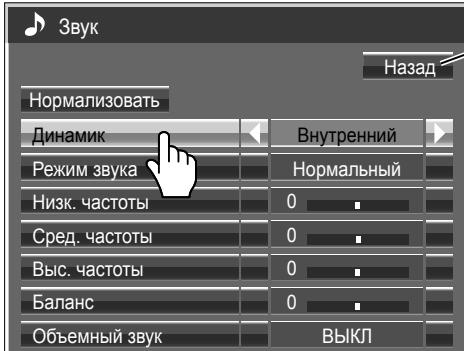 Звук
Назад
Нормализовать
Динамик Внутренний
Режим звука Нормальный
Низк. частоты 0
Сред. частоты 0
Выс. частоты 0
Баланс 0
Объемный звук ВЫКЛ